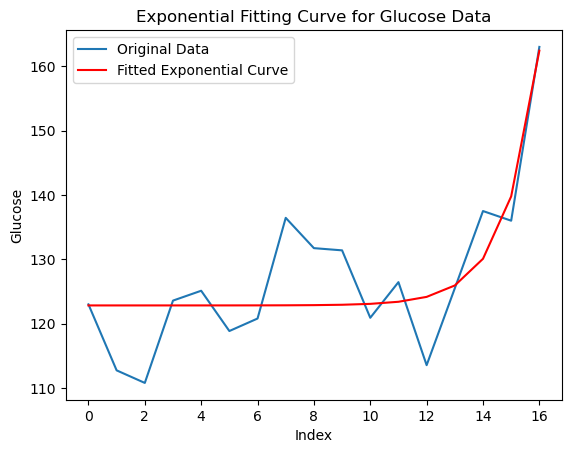 Exponential Fitting Curve for Glucose Data
Original Data
Fitted Exponential Curve
160
150
140
130
120
110
Glucose
0 2 4 6 8 10 12 14 16
Index